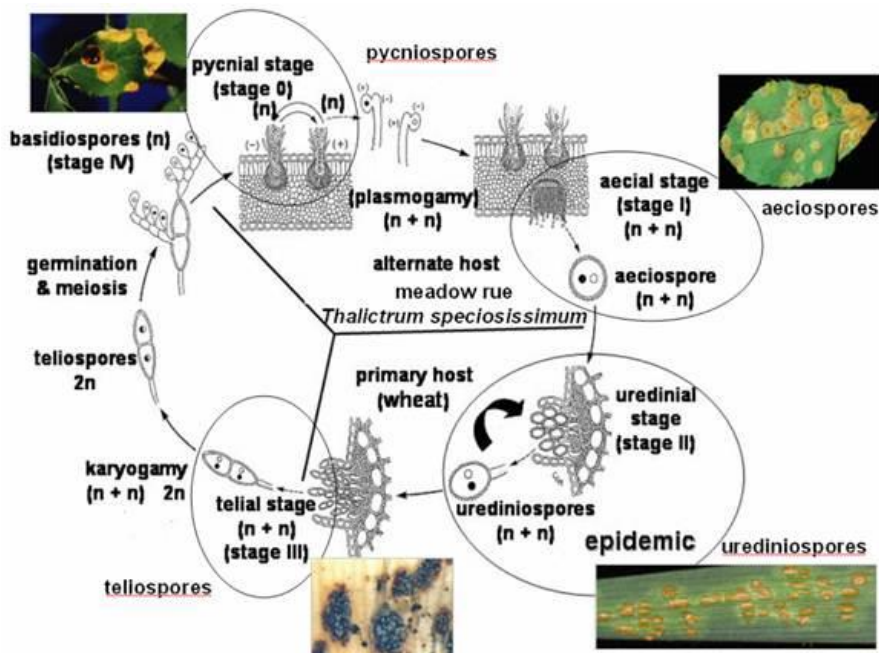 pycniospores
pycnial stage
(stage 0)
(n)
(n)
(+)
(-)
(-)
(+)
(-)
(+)
basidiospores (n)
(stage IV)
(plasmogamy)
(n + n)
aecial stage
(stage I)
(n + n)
aeciospores
aeciospore
(n + n)
germination
& meiosis
alternate host
meadow rue
Thalictrum speciosissimum
teliospores
2n
primary host
(wheat)
uredinial
stage
(stage II)
karyogamy
(n + n) 2n
telial stage
(n + n)
(stage III)
urediniospores
(n + n)
epidemic
urediniospores
teliospores